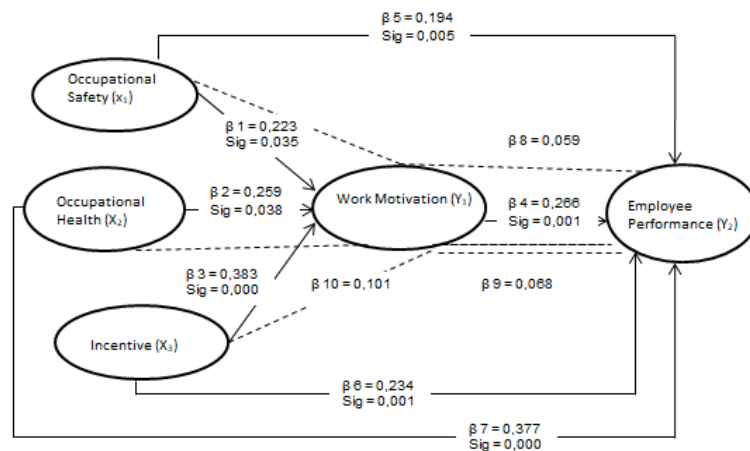 β 5 = 0,194
Sig = 0,005
Occupational
Safety (x₁)
β 1 = 0,223
Sig = 0,035
β 8 = 0,059
Occupational
Health (X₂)
β 2 = 0,259
Sig = 0,038
Work Motivation (Y₁)
β 4 = 0,266
Sig = 0,001
Employee
Performance (Y₂)
β 3 = 0,383
Sig = 0,000
β 10 = 0,101
β 9 = 0,068
Incentive (X₃)
β 6 = 0,234
Sig = 0,001
β 7 = 0,377
Sig = 0,000